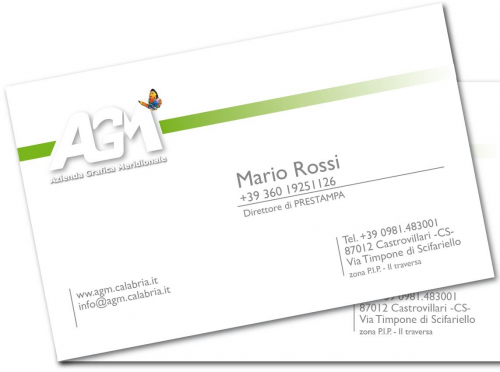 AGM
Azienda Grafica Meridionale
Mario Rossi
+39 360 19251126
Direttore di PRESTAMPA
Tel. +39 0981.483001
87012 Castrovillari -CS-
Via Timpone di Scifariello
zona P.I.P. - II traversa
www.agm.calabria.it
info@agm.calabria.it
+39 0981.483001
87012 Castrovillari -CS-
Via Timpone di Scifariello
zona P.I.P. - II traversa